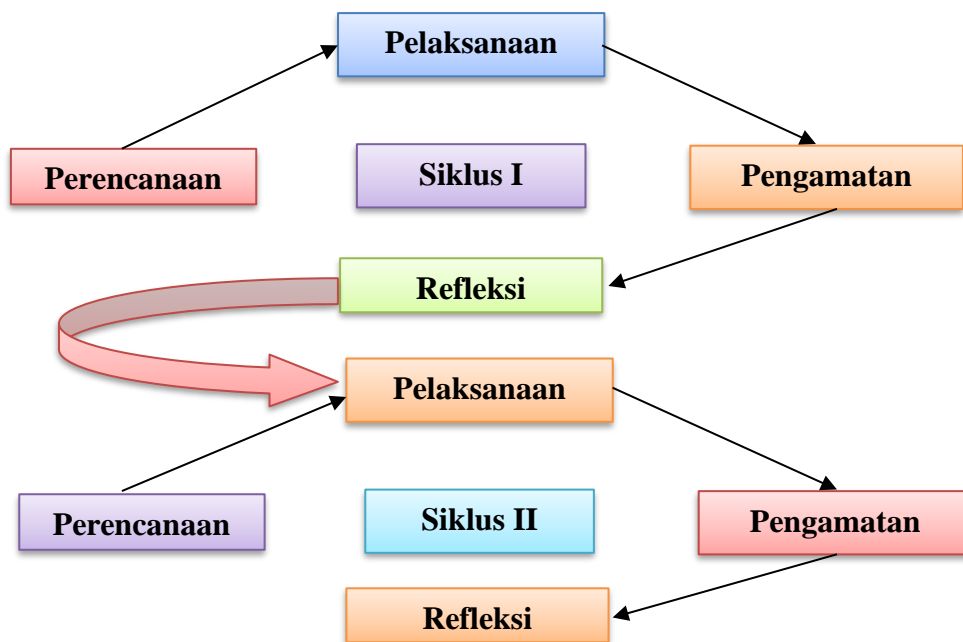 Pelaksanaan
Perencanaan
Siklus I
Pengamatan
Refleksi
Pelaksanaan
Perencanaan
Siklus II
Pengamatan
Refleksi